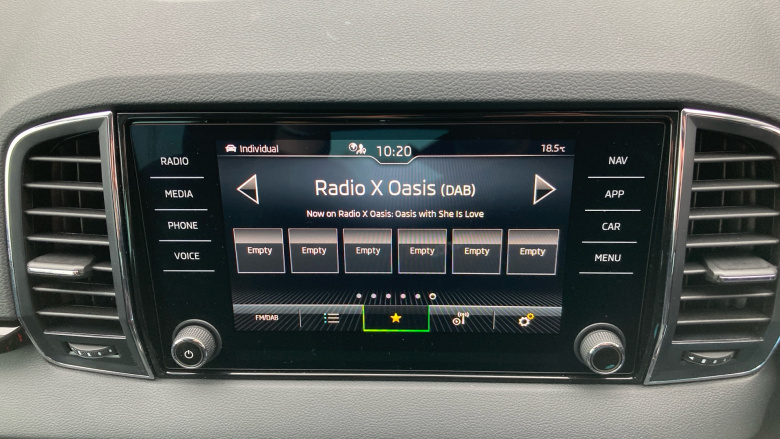 Individual
10:20
18.5℃
RADIO
MEDIA
PHONE
VOICE
Radio X Oasis (DAB)
Now on Radio X Oasis: Oasis with She Is Love
Empty Empty Empty Empty Empty Empty
FM/DAB
NAV
APP
CAR
MENU